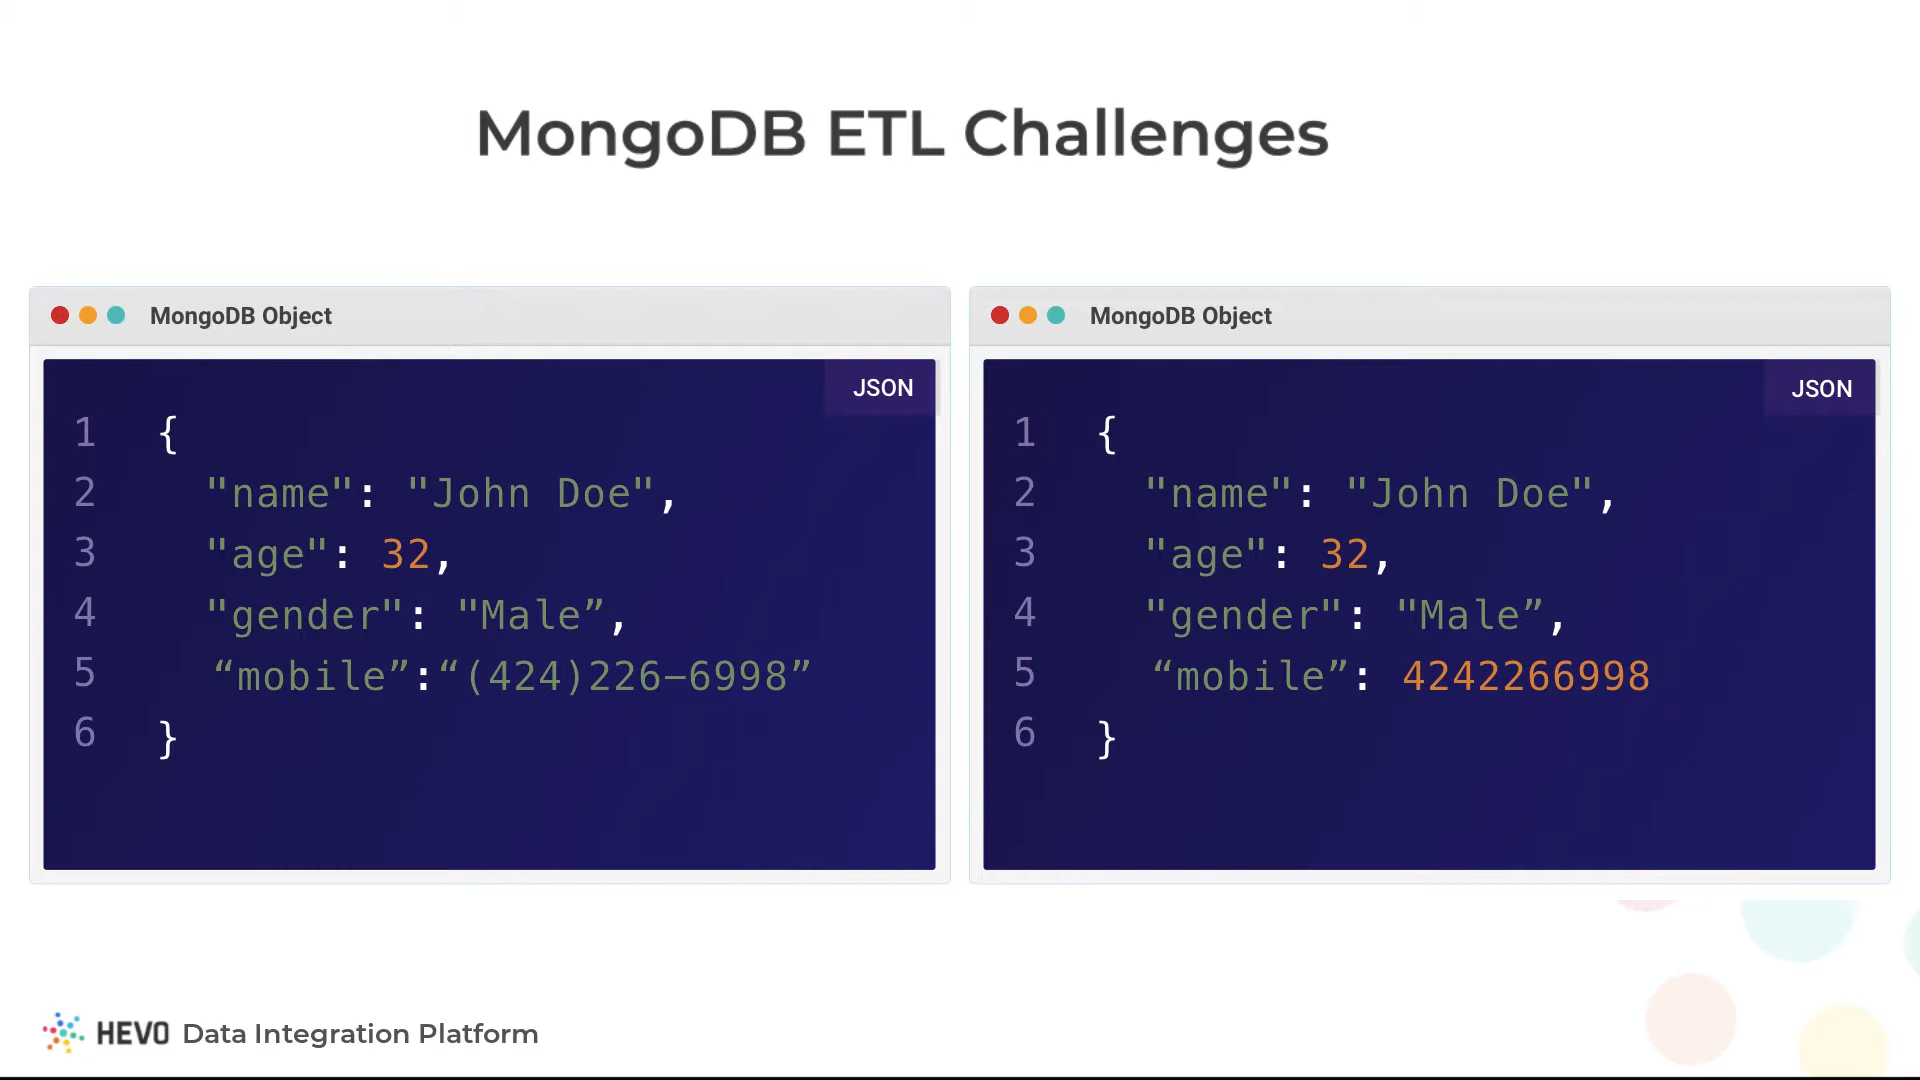 MongoDB ETL Challenges
MongoDB Object
JSON
1 {
2 "name": "John Doe",
3 "age": 32,
4 "gender": "Male”,
5 “mobile”:“(424)226–6998”
6 }
MongoDB Object
JSON
1 {
2 "name": "John Doe",
3 "age": 32,
4 "gender": "Male”,
5 “mobile”: 4242266998
6 }
HEVO Data Integration Platform